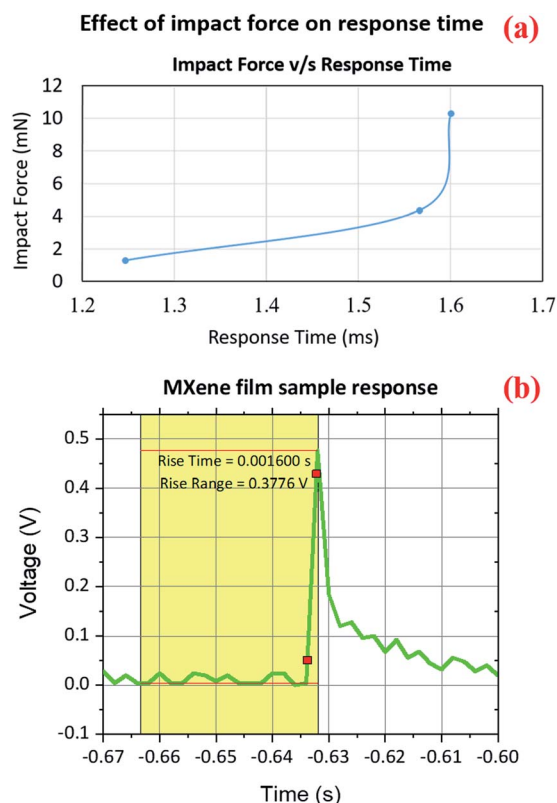 Effect of impact force on response time (a)
Impact Force v/s Response Time
Impact Force (mN)
12
10
8
6
4
2
0
1.2 1.3 1.4 1.5 1.6 1.7
Response Time (ms)
MXene film sample response (b)
Voltage (V)
0.5
0.4
0.3
0.2
0.1
0.0
-0.1
Rise Time = 0.001600 s
Rise Range = 0.3776 V
-0.67 -0.66 -0.65 -0.64 -0.63 -0.62 -0.61 -0.60
Time (s)